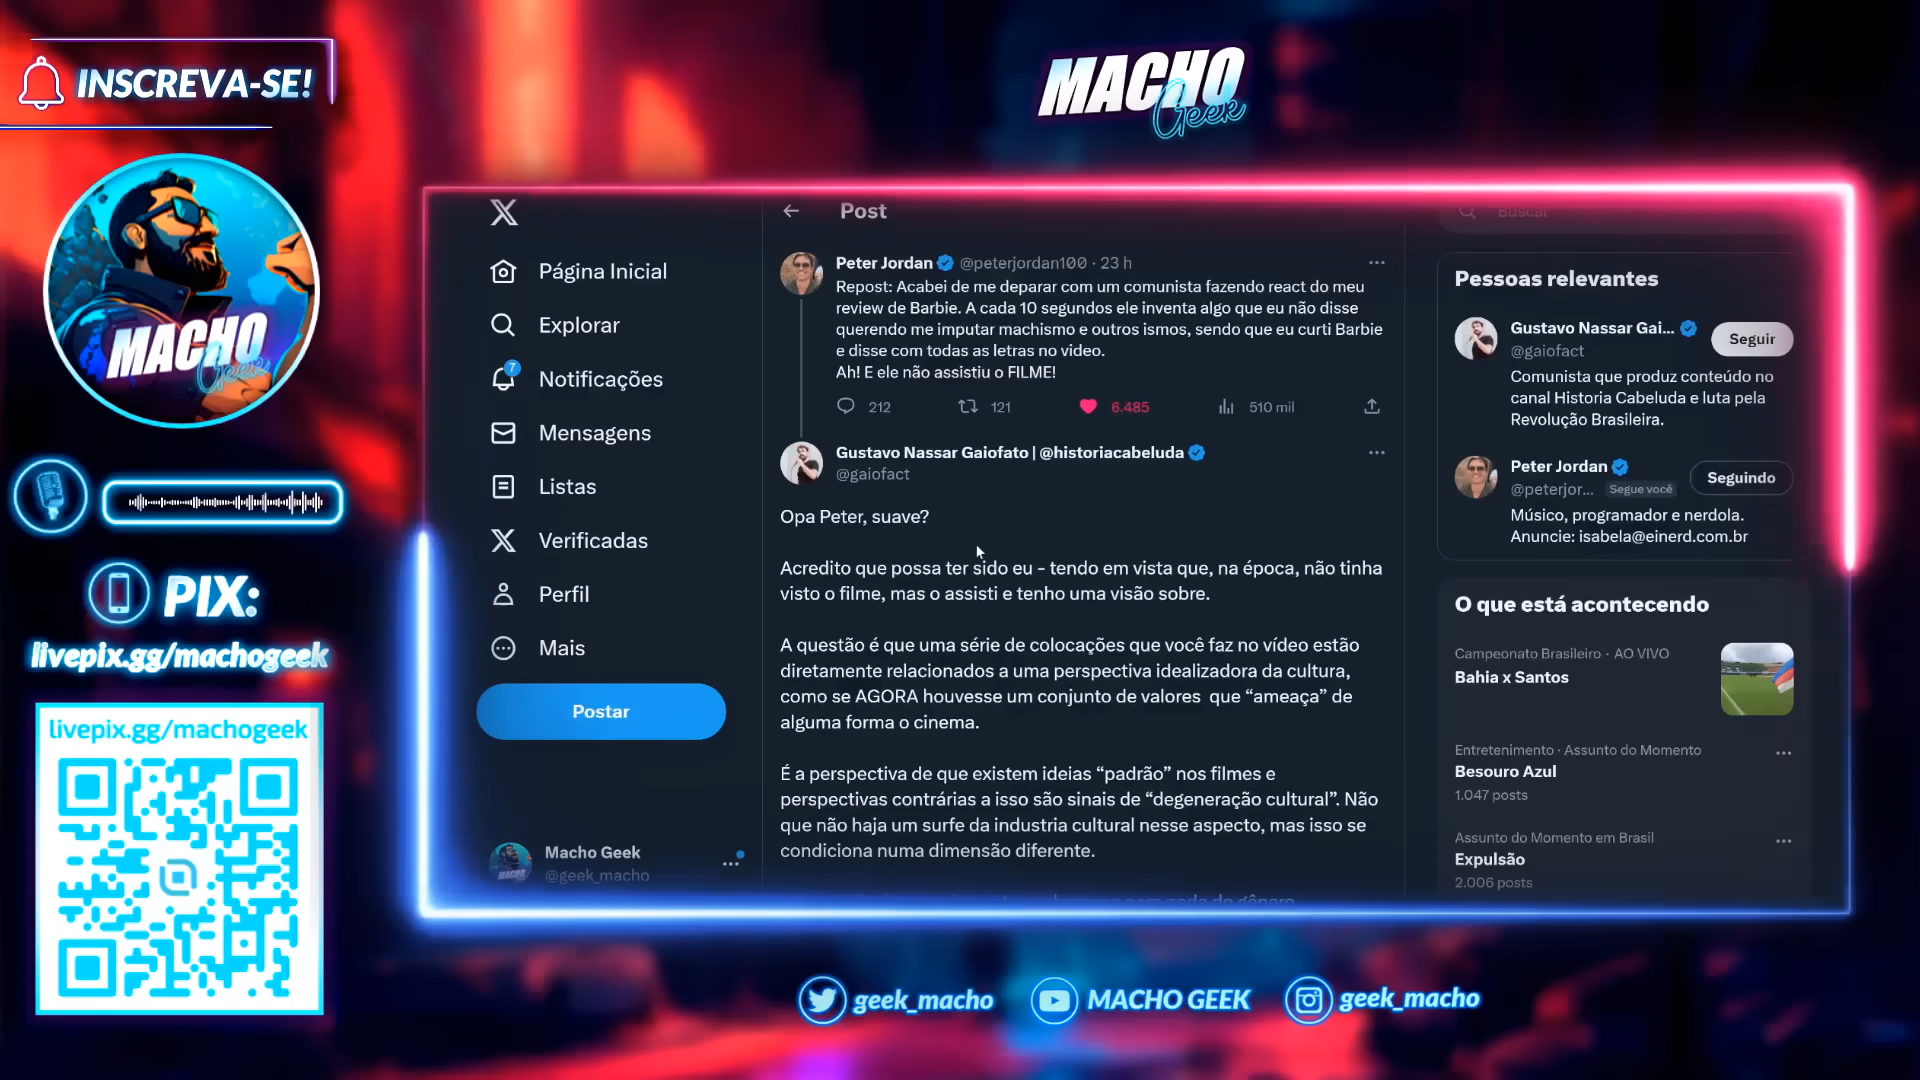 INSCREVA-SE!
MACHO
Geek
MACHO
Geek
PIX:
livepix.gg/machogeek
livepix.gg/machogeek
Página Inicial
Explorar
7
Notificações
Mensagens
Listas
Verificadas
Perfil
Mais
Postar
Macho Geek
@geek_macho
Post
Peter Jordan @peterjordan100 · 23 h
Repost: Acabei de me deparar com um comunista fazendo react do meu
review de Barbie. A cada 10 segundos ele inventa algo que eu não disse
querendo me imputar machismo e outros ismos, sendo que eu curti Barbie
e disse com todas as letras no video.
Ah! E ele não assistiu o FILME!
212 121 6.485 510 mil
Gustavo Nassar Gaiofato | @historiacabeluda
@gaiofact
Opa Peter, suave?
Acredito que possa ter sido eu - tendo em vista que, na época, não tinha
visto o filme, mas o assisti e tenho uma visão sobre.
A questão é que uma série de colocações que você faz no vídeo estão
diretamente relacionados a uma perspectiva idealizadora da cultura,
como se AGORA houvesse um conjunto de valores que “ameaça” de
alguma forma o cinema.
É a perspectiva de que existem ideias “padrão” nos filmes e
perspectivas contrárias a isso são sinais de “degeneração cultural”. Não
que não haja um surfe da industria cultural nesse aspecto, mas isso se
condiciona numa dimensão diferente.
Buscar
Pessoas relevantes
Gustavo Nassar Gai...
@gaiofact
Seguir
Comunista que produz conteúdo no
canal Historia Cabeluda e luta pela
Revolução Brasileira.
Peter Jordan
@peterjor... Segue você
Seguindo
Músico, programador e nerdola.
Anuncie: isabela@einerd.com.br
O que está acontecendo
Campeonato Brasileiro · AO VIVO
Bahia x Santos
Entretenimento · Assunto do Momento
Besouro Azul
1.047 posts
Assunto do Momento em Brasil
Expulsão
2.006 posts
geek_macho
MACHO GEEK
geek_macho